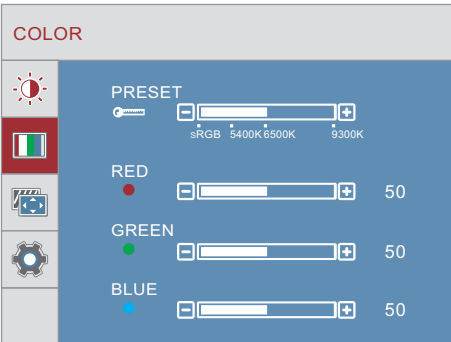 COLOR
PRESET
sRGB 5400K 6500K 9300K
RED
50
GREEN
50
BLUE
50